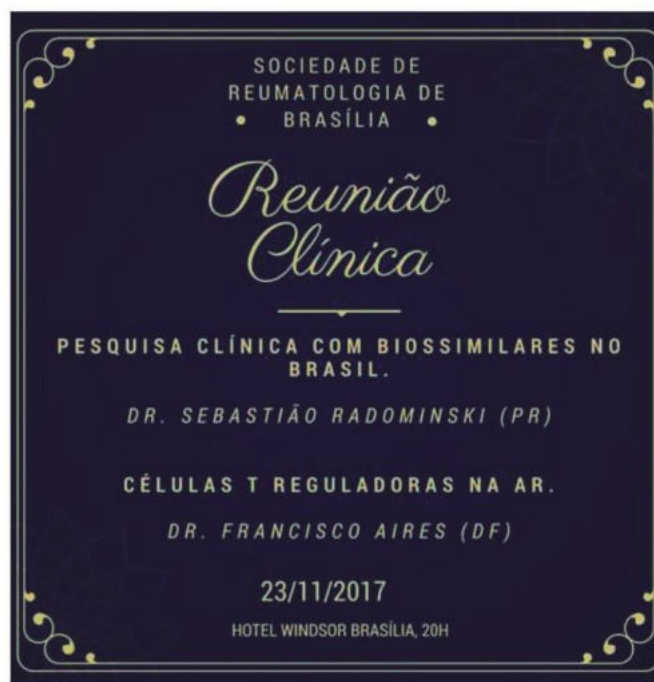 SOCIEDADE DE
REUMATOLOGIA DE
• BRASÍLIA •
Reunião
Clínica
PESQUISA CLÍNICA COM BIOSSIMILARES NO
BRASIL.
DR. SEBASTIÃO RADOMINSKI (PR)
CÉLULAS T REGULADORAS NA AR.
DR. FRANCISCO AIRES (DF)
23/11/2017
HOTEL WINDSOR BRASÍLIA, 20H